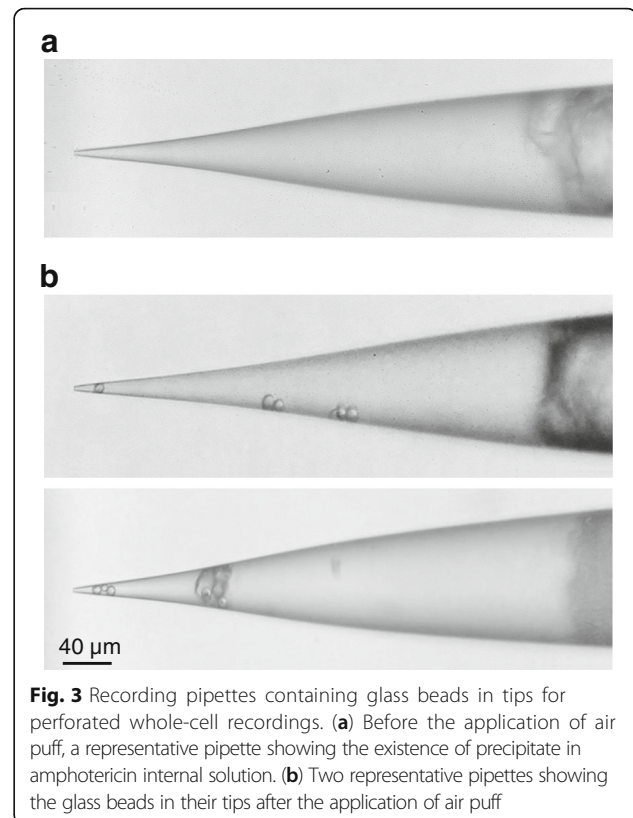 a
b
40 µm
Fig. 3 Recording pipettes containing glass beads in tips for
perforated whole-cell recordings. (a) Before the application of air
puff, a representative pipette showing the existence of precipitate in
amphotericin internal solution. (b) Two representative pipettes showing
the glass beads in their tips after the application of air puff